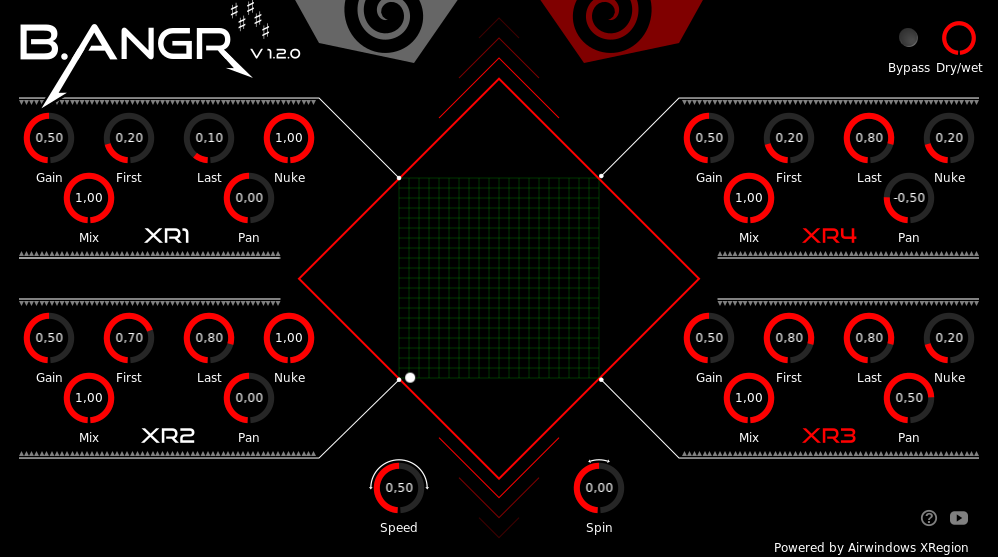 B.ANGR
V 1.2.0
Bypass Dry/wet
0,50 0,20 0,10 1,00
Gain First Last Nuke
1,00 0,00
Mix XR1 Pan
0,50 0,20 0,80 0,20
Gain First Last Nuke
1,00 -0,50
Mix XR4 Pan
0,50 0,70 0,80 1,00
Gain First Last Nuke
1,00 0,00
Mix XR2 Pan
0,50 0,80 0,80 0,20
Gain First Last Nuke
1,00 0,50
Mix XR3 Pan
0,50 0,00
Speed Spin
?
Powered by Airwindows XRegion